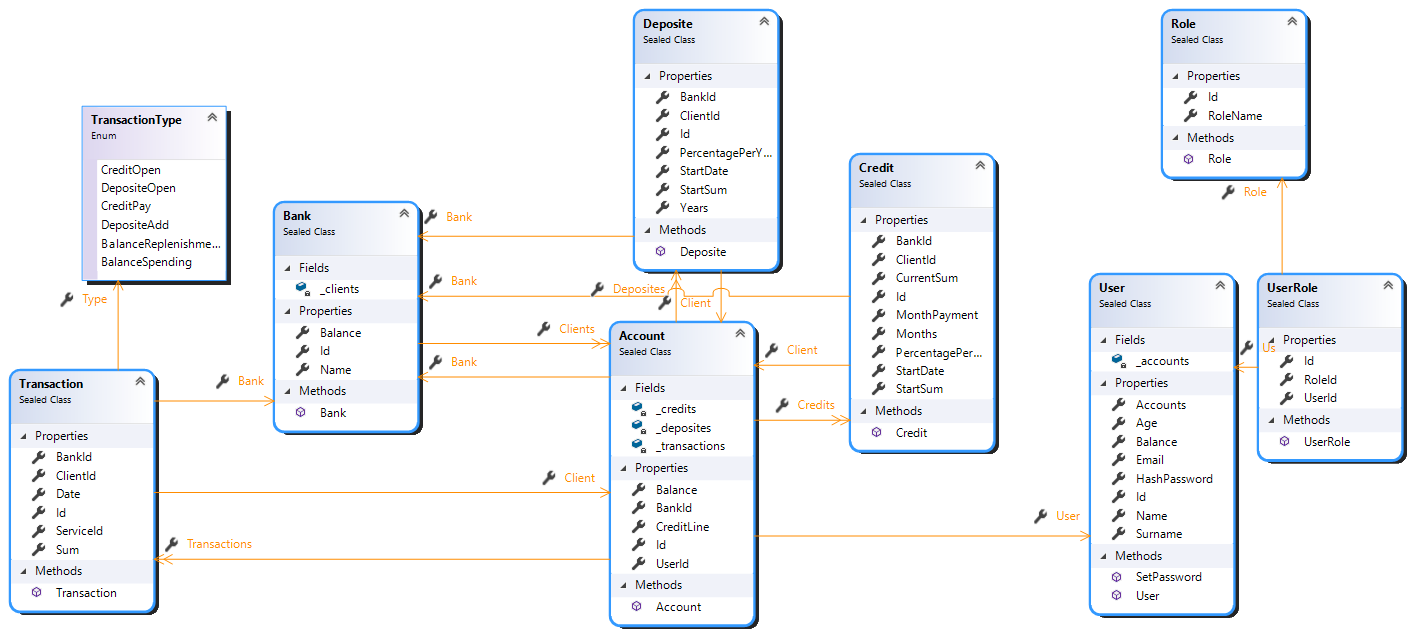 Deposite
Sealed Class
Properties
BankId
ClientId
Id
PercentagePerY...
StartDate
StartSum
Years
Methods
Deposite
Role
Sealed Class
Properties
Id
RoleName
Methods
Role
TransactionType
Enum
CreditOpen
DepositeOpen
CreditPay
DepositeAdd
BalanceReplenishme...
BalanceSpending
Credit
Sealed Class
Properties
BankId
ClientId
CurrentSum
Id
MonthPayment
Months
PercentagePer...
StartDate
StartSum
Methods
Credit
Role
Bank
Sealed Class
Fields
_clients
Properties
Balance
Id
Name
Methods
Bank
Bank
Bank
Deposites
Client
Type
Clients
Bank
Client
Credits
User
Sealed Class
Fields
_accounts
Properties
Accounts
Age
Balance
Email
HashPassword
Id
Name
Surname
Methods
SetPassword
User
UserRole
Sealed Class
Properties
Id
RoleId
UserId
Methods
UserRole
Us
Account
Sealed Class
Fields
_credits
_deposites
_transactions
Properties
Balance
BankId
CreditLine
Id
UserId
Methods
Account
Transaction
Sealed Class
Properties
BankId
ClientId
Date
Id
ServiceId
Sum
Methods
Transaction
Bank
Client
Transactions
User